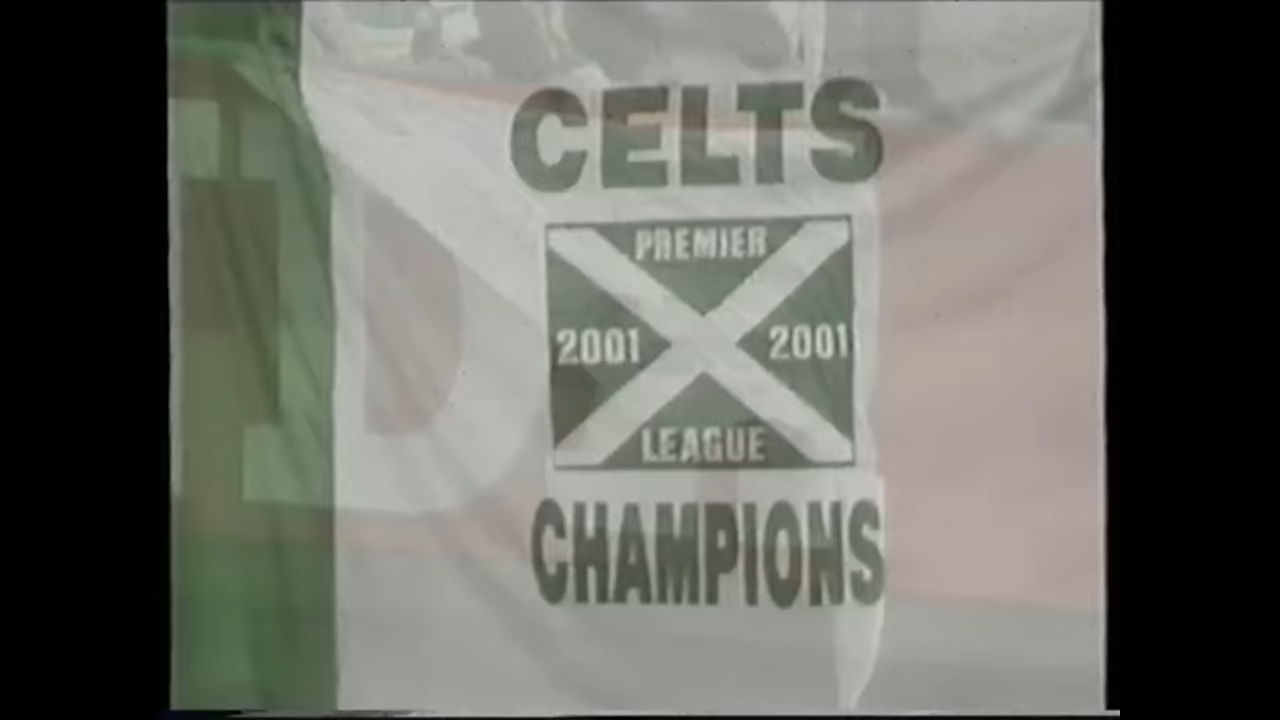 CELTS
PREMIER
2001 2001
LEAGUE
CHAMPIONS